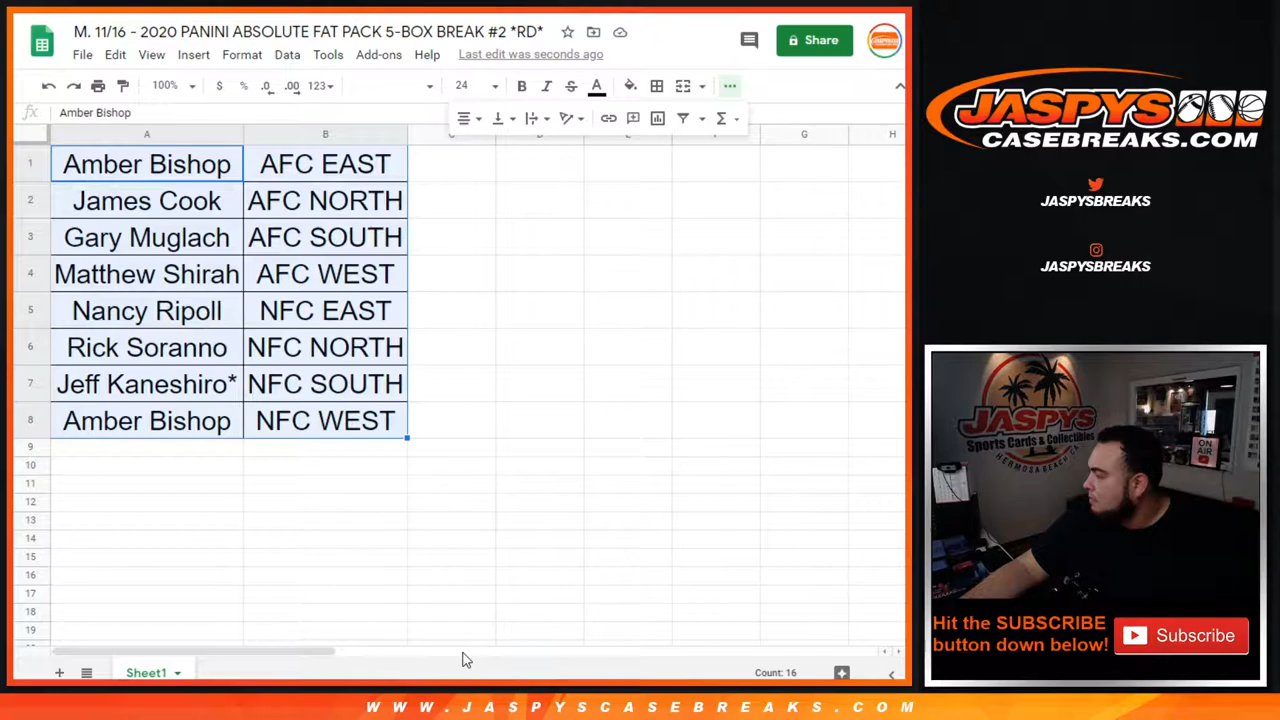 M. 11/16 - 2020 PANINI ABSOLUTE FAT PACK 5-BOX BREAK #2 *RD*
File Edit View Insert Format Data Tools Add-ons Help Last edit was seconds ago
Share
100% $ % .0 .00 123 24 B I S A
fx Amber Bishop
A B C D E F G H
1 Amber Bishop AFC EAST
2 James Cook AFC NORTH
3 Gary Muglach AFC SOUTH
4 Matthew Shirah AFC WEST
5 Nancy Ripoll NFC EAST
6 Rick Soranno NFC NORTH
7 Jeff Kaneshiro* NFC SOUTH
8 Amber Bishop NFC WEST
9
10
11
12
13
14
15
16
17
18
19
Sheet1 Count: 16
JASPYS
CASEBREAKS.COM
JASPYSBREAKS
JASPYSBREAKS
JASPYS
Sports Cards & Collectibles
HERMOSA BEACH CA
ON AIR
Hit the SUBSCRIBE
button down below!
Subscribe
WWW.JASPYSCASEBREAKS.COM